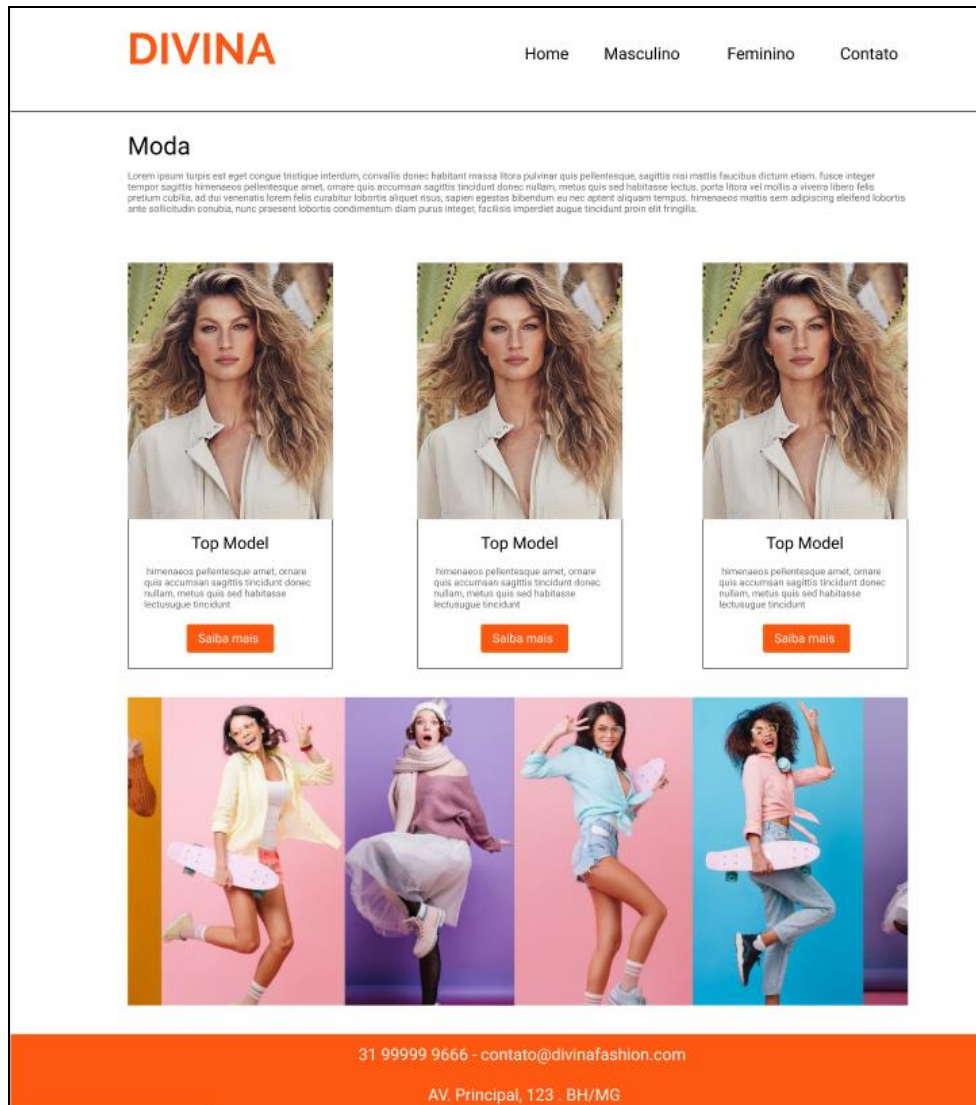 DIVINA
Home Masculino Feminino Contato
Moda
Lorem ipsum turpis est eget congue tristique interdum, convallis donec habitant massa litora pulvinar quis pellentesque, sagittis nisi mattis faucibus dictum etiam. fusce integer
tempor sagittis himenaeos pellentesque amet, ornare quis accumsan sagittis tincidunt donec nullam, metus quis sed habitasse lectus. porta litora vel mollis a viverra libero felis
pretium cubilia, ad dui venenatis lorem felis curabitur lobortis aliquet risus, sapien egestas bibendum eu nec aptent aliquam tempus. himenaeos mattis sem adipiscing eleifend lobortis
ante sollicitudin conubia, nunc praesent lobortis condimentum diam purus integer, facilisis imperdiet augue tincidunt proin elit fringilla.
Top Model
himenaeos pellentesque amet, ornare
quis accumsan sagittis tincidunt donec
nullam, metus quis sed habitasse
lectusugue tincidunt
Saiba mais
Top Model
himenaeos pellentesque amet, ornare
quis accumsan sagittis tincidunt donec
nullam, metus quis sed habitasse
lectusugue tincidunt
Saiba mais
Top Model
himenaeos pellentesque amet, ornare
quis accumsan sagittis tincidunt donec
nullam, metus quis sed habitasse
lectusugue tincidunt
Saiba mais
31 99999 9666 - contato@divinafashion.com
AV. Principal, 123 . BH/MG